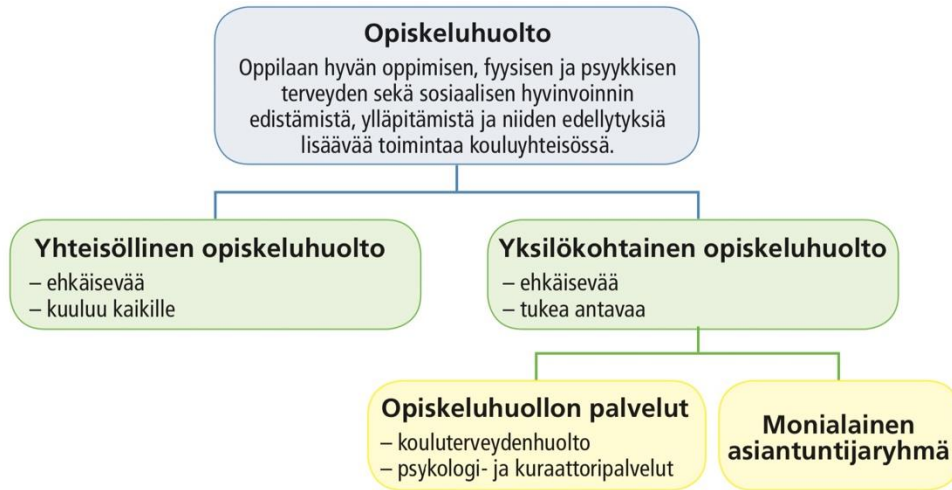 Opiskeluhuolto
Oppilaan hyvän oppimisen, fyysisen ja psyykkisen
terveyden sekä sosiaalisen hyvinvoinnin
edistämistä, ylläpitämistä ja niiden edellytyksiä
lisäävää toimintaa kouluyhteisössä.
Yhteisöllinen opiskeluhuolto
– ehkäisevää
– kuuluu kaikille
Yksilökohtainen opiskeluhuolto
– ehkäisevää
– tukea antavaa
Opiskeluhuollon palvelut
– kouluterveydenhuolto
– psykologi- ja kuraattoripalvelut
Monialainen
asiantuntijaryhmä